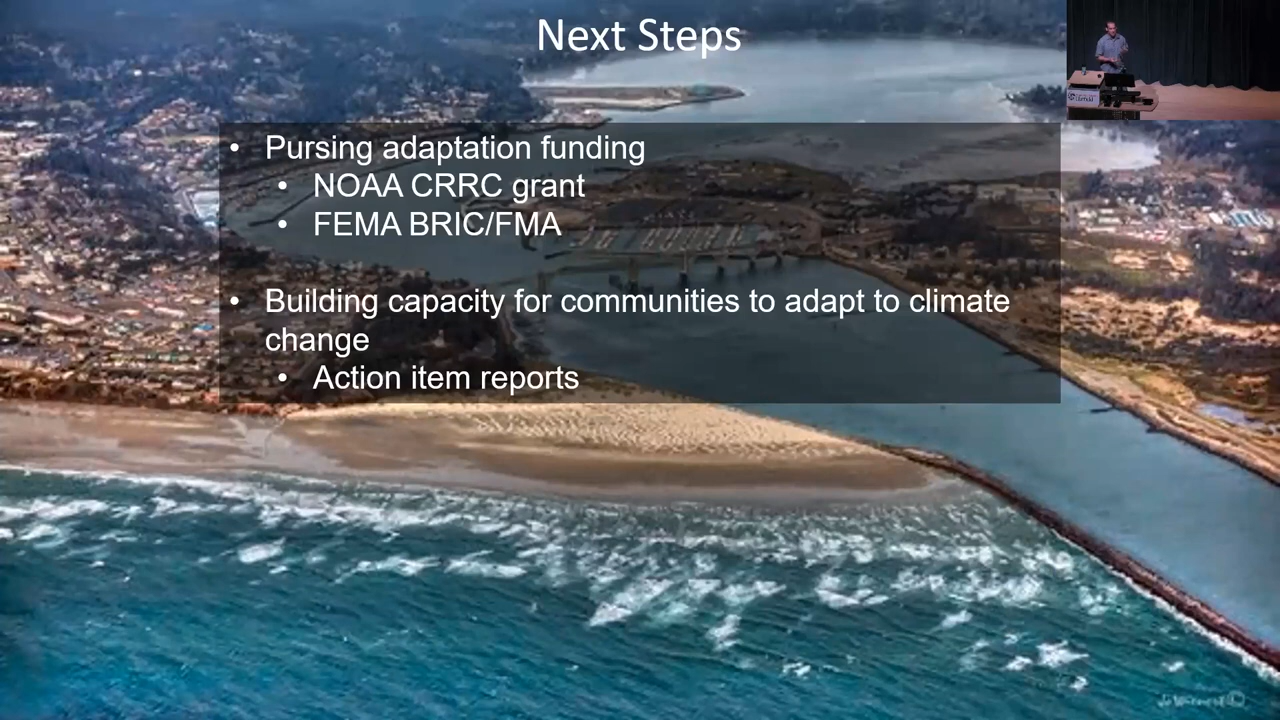 Next Steps
• Pursing adaptation funding
• NOAA CRRC grant
• FEMA BRIC/FMA
• Building capacity for communities to adapt to climate
change
• Action item reports